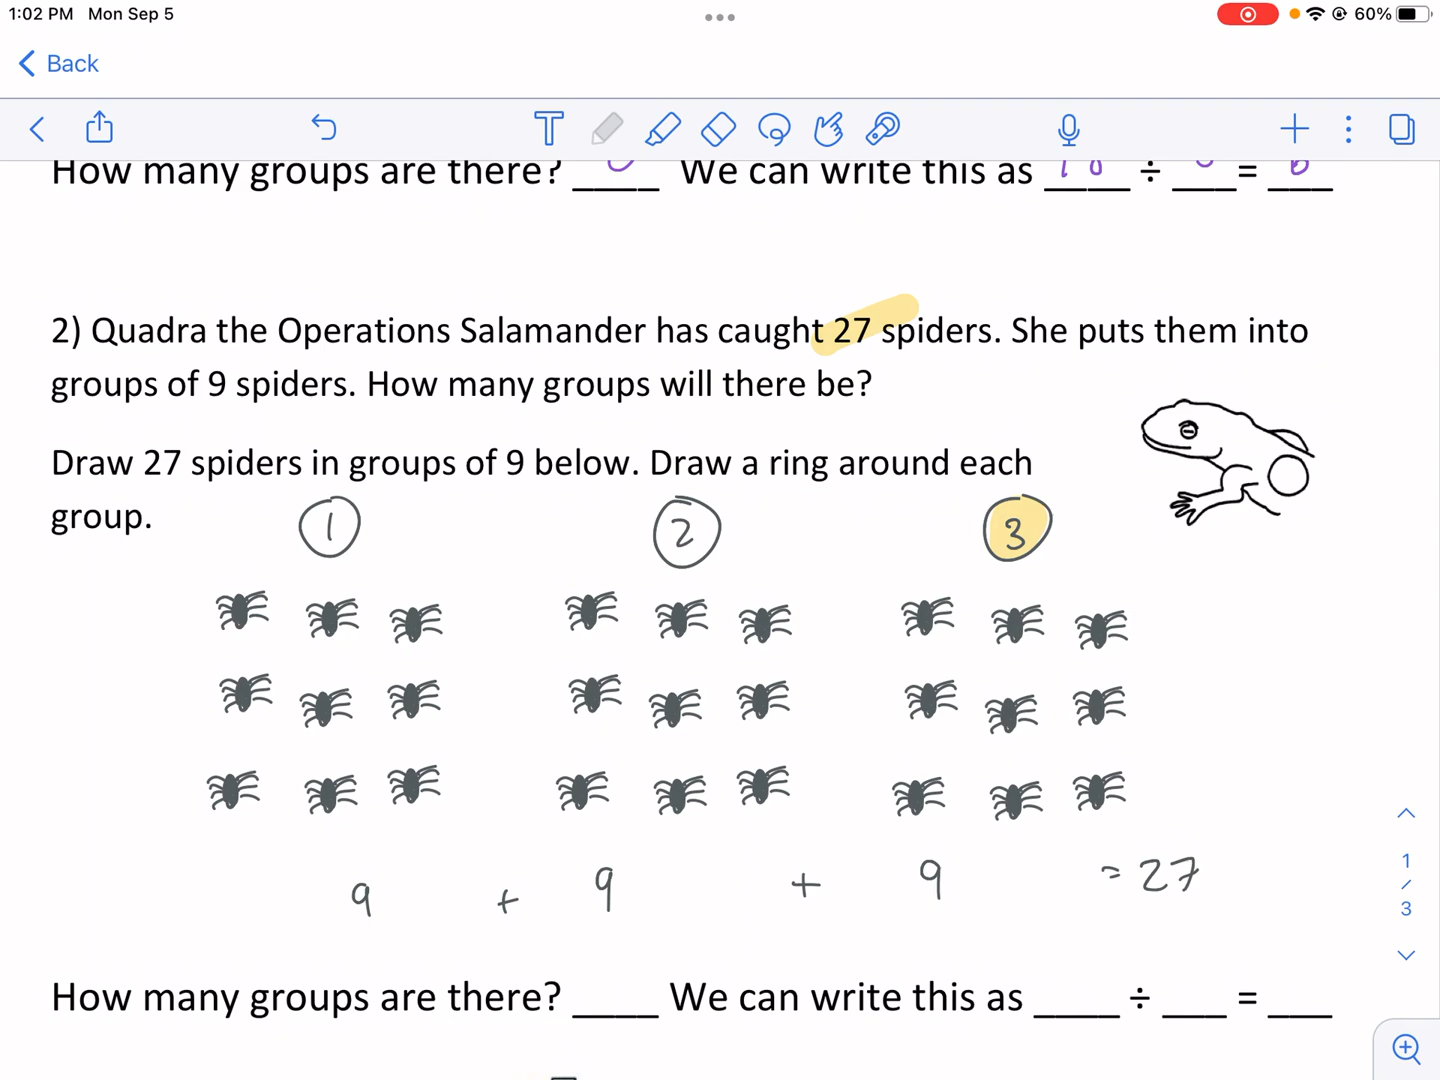 1:02 PM Mon Sep 5
60%
Back
T
How many groups are there? ____ We can write this as ____ ÷ ___= ___
2) Quadra the Operations Salamander has caught 27 spiders. She puts them into
groups of 9 spiders. How many groups will there be?
Draw 27 spiders in groups of 9 below. Draw a ring around each
group.
1 2 3
9 + 9 + 9 = 27
1
/
3
How many groups are there? ____ We can write this as ____ ÷ ___ = ___